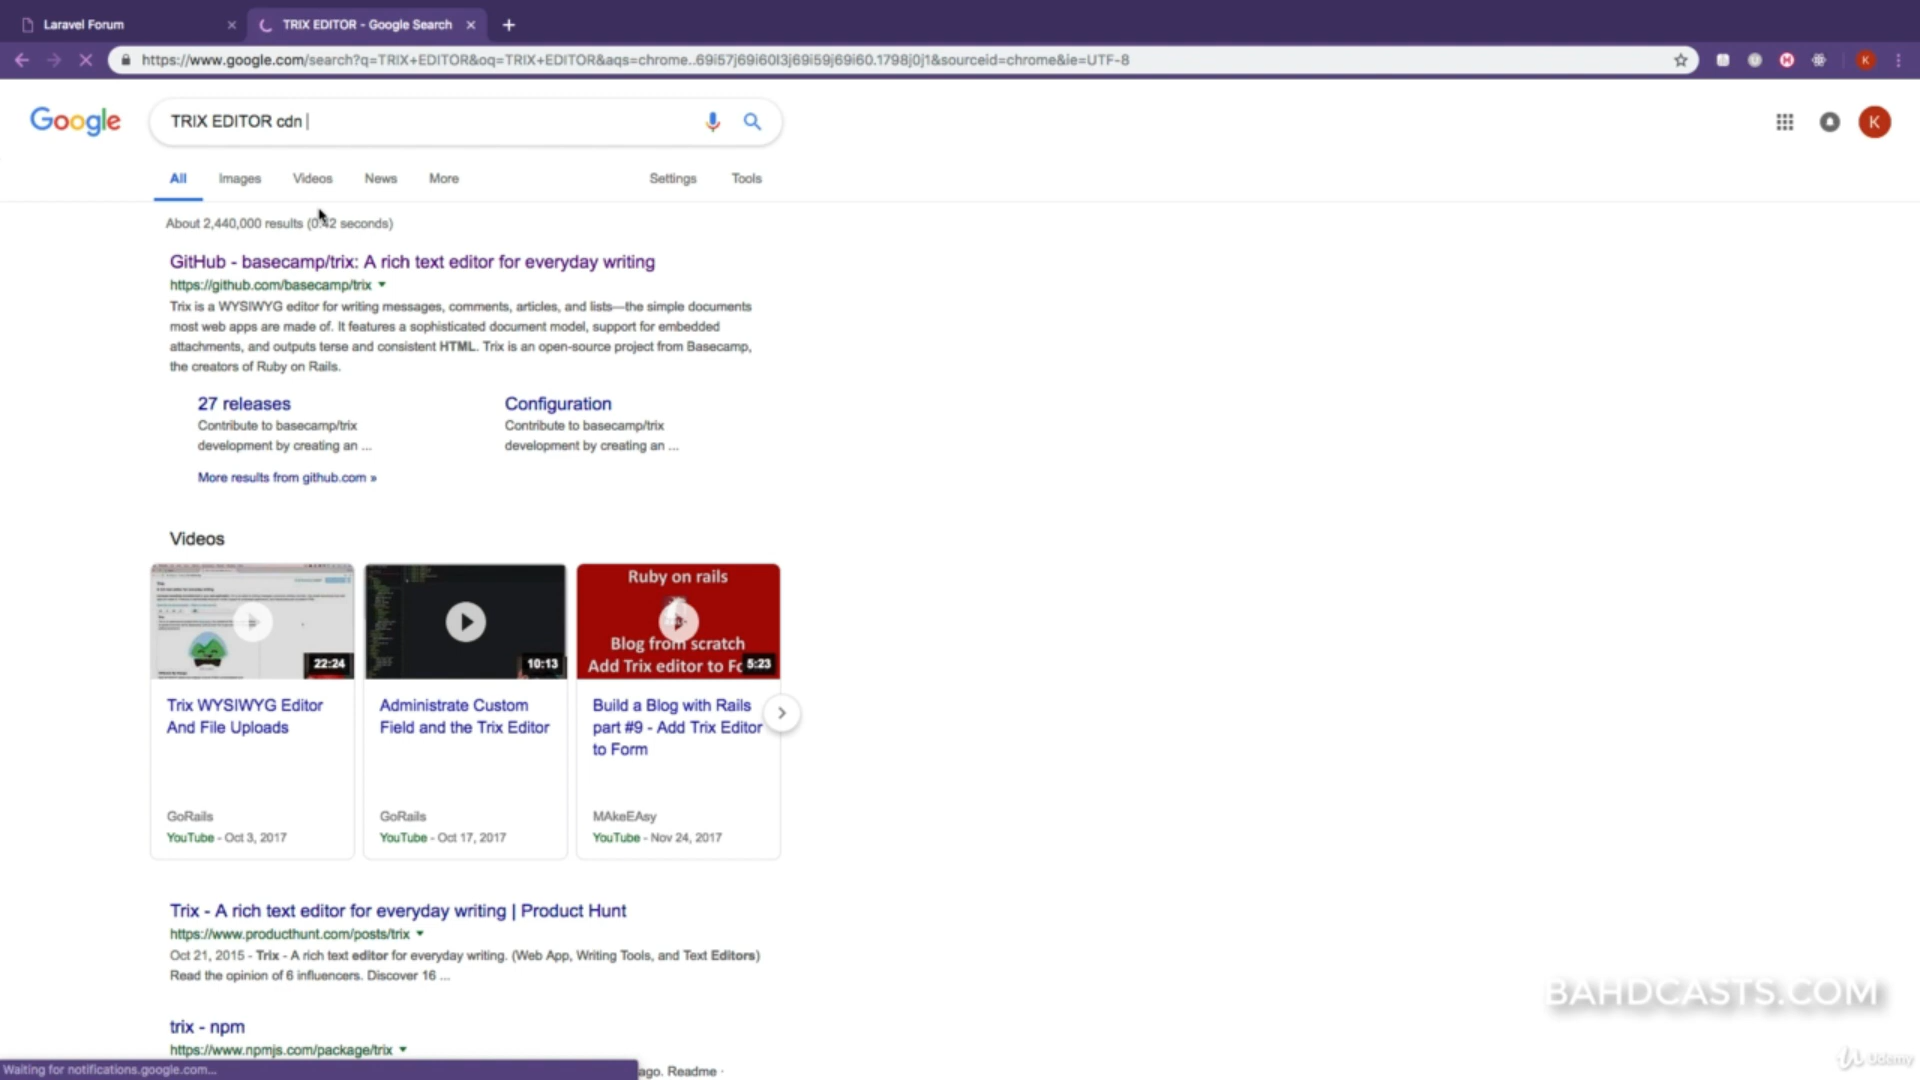 Laravel Forum
TRIX EDITOR - Google Search
https://www.google.com/search?q=TRIX+EDITOR&oq=TRIX+EDITOR&aqs=chrome..69i57j69i60l3j69i59j69i60.1798j0j1&sourceid=chrome&ie=UTF-8
K
Google
TRIX EDITOR cdn
K
All Images Videos News More Settings Tools
About 2,440,000 results (0.42 seconds)
GitHub - basecamp/trix: A rich text editor for everyday writing
https://github.com/basecamp/trix
Trix is a WYSIWYG editor for writing messages, comments, articles, and lists—the simple documents
most web apps are made of. It features a sophisticated document model, support for embedded
attachments, and outputs terse and consistent HTML. Trix is an open-source project from Basecamp,
the creators of Ruby on Rails.
27 releases
Contribute to basecamp/trix
development by creating an ...
Configuration
Contribute to basecamp/trix
development by creating an ...
More results from github.com »
Videos
22:24
Trix WYSIWYG Editor
And File Uploads
GoRails
YouTube - Oct 3, 2017
10:13
Administrate Custom
Field and the Trix Editor
GoRails
YouTube - Oct 17, 2017
Ruby on rails
Blog from scratch
Add Trix editor to Fo
5:23
Build a Blog with Rails
part #9 - Add Trix Editor
to Form
MAkeEAsy
YouTube - Nov 24, 2017
Trix - A rich text editor for everyday writing | Product Hunt
https://www.producthunt.com/posts/trix
Oct 21, 2015 - Trix - A rich text editor for everyday writing. (Web App, Writing Tools, and Text Editors)
Read the opinion of 6 influencers. Discover 16 ...
BAHDCASTS.COM
trix - npm
https://www.npmjs.com/package/trix
Waiting for notifications.google.com...
ago. Readme ·
Udemy